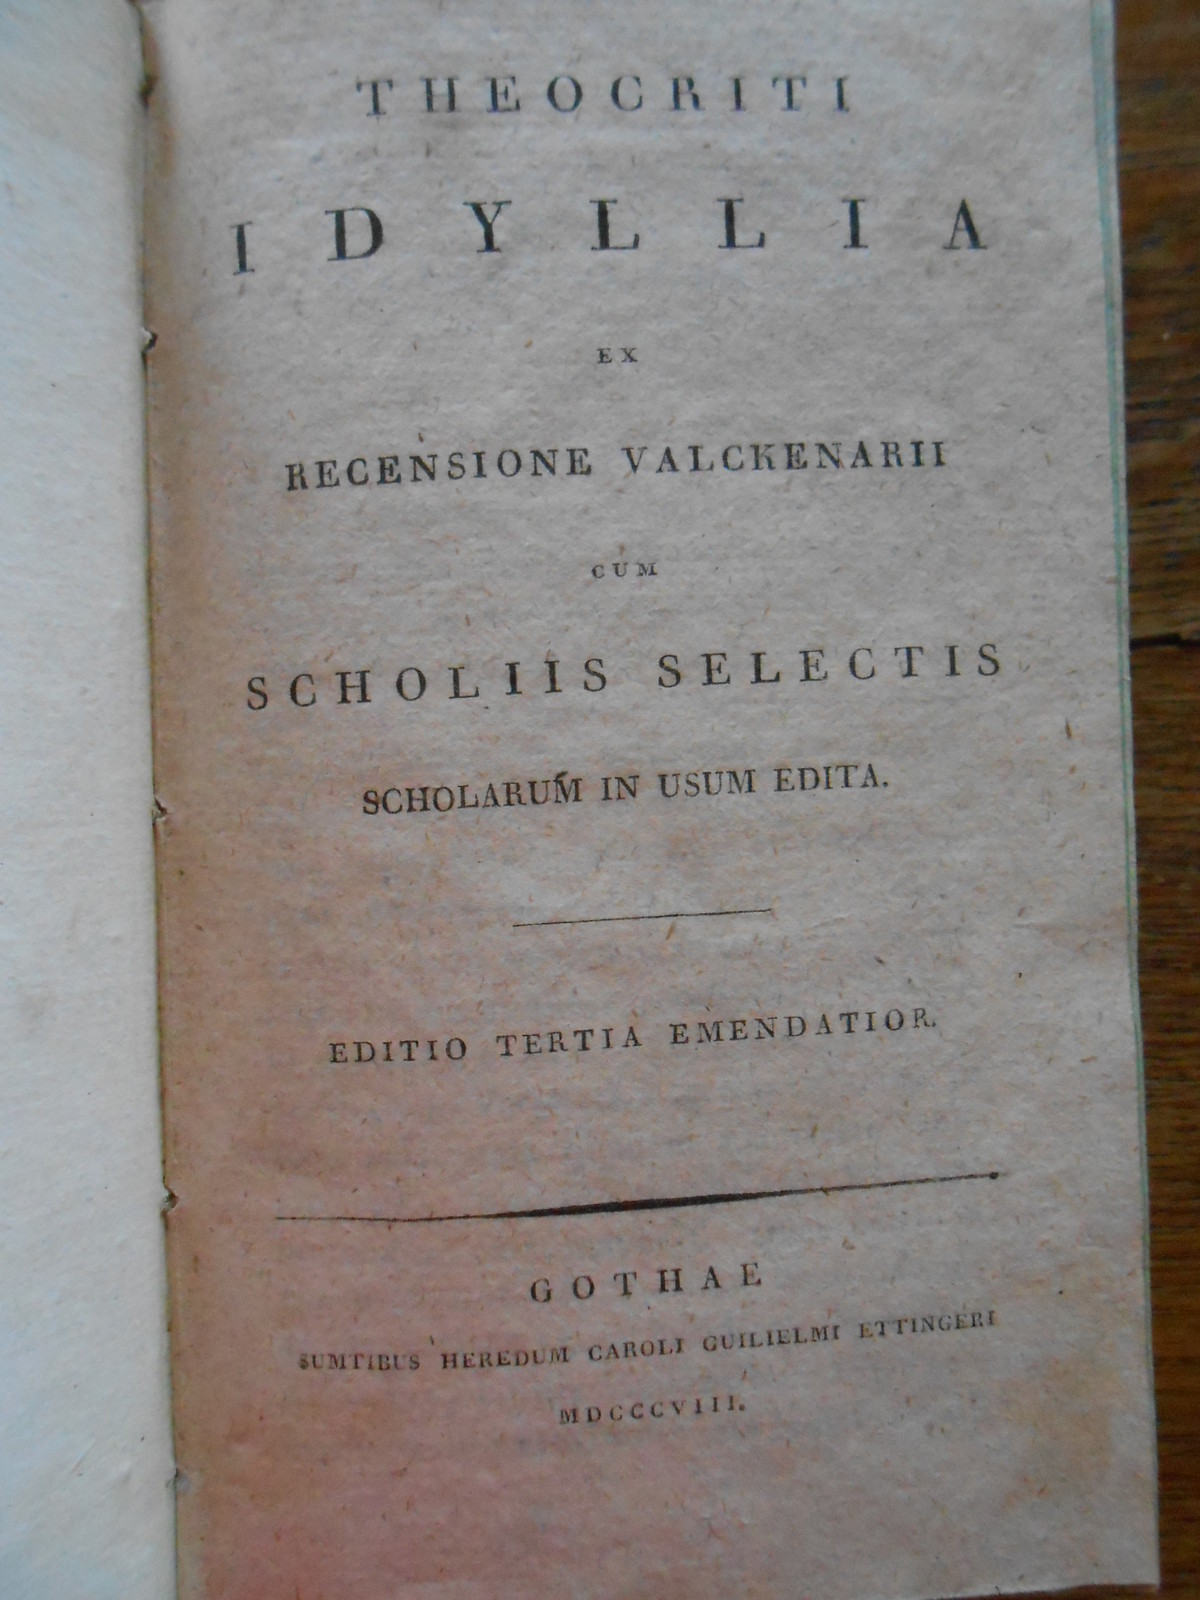 THEOCRITI
IDYLLIA
EX
RECENSIONE VALCKENARII
CUM
SCHOLIIS SELECTIS
SCHOLARUM IN USUM EDITA.
EDITIO TERTIA EMENDATIOR.
GOTHAE
SUMTIBUS HEREDUM CAROLI GUILIELMI ETTINGERI
MDCCCVIII.